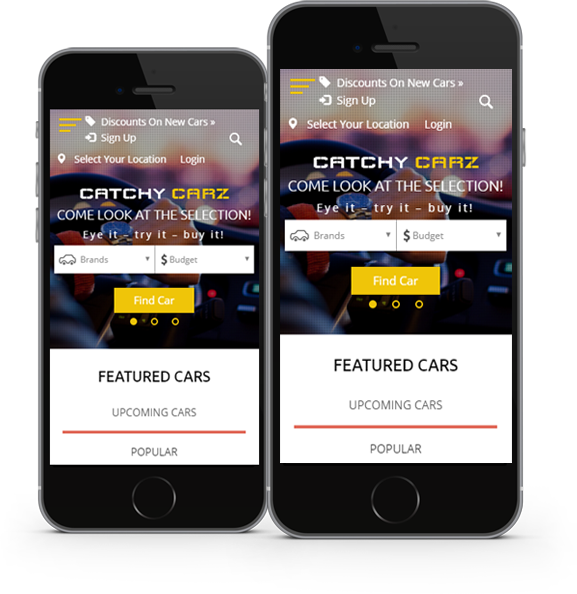 Discounts On New Cars »
Sign Up
Select Your Location Login
CATCHY CARZ
COME LOOK AT THE SELECTION!
Eye it – try it – buy it!
Brands $ Budget
Find Car
FEATURED CARS
UPCOMING CARS
POPULAR
Discounts On New Cars »
Sign Up
Select Your Location Login
CATCHY CARZ
COME LOOK AT THE SELECTION!
Eye it – try it – buy it!
Brands $ Budget
Find Car
FEATURED CARS
UPCOMING CARS
POPULAR